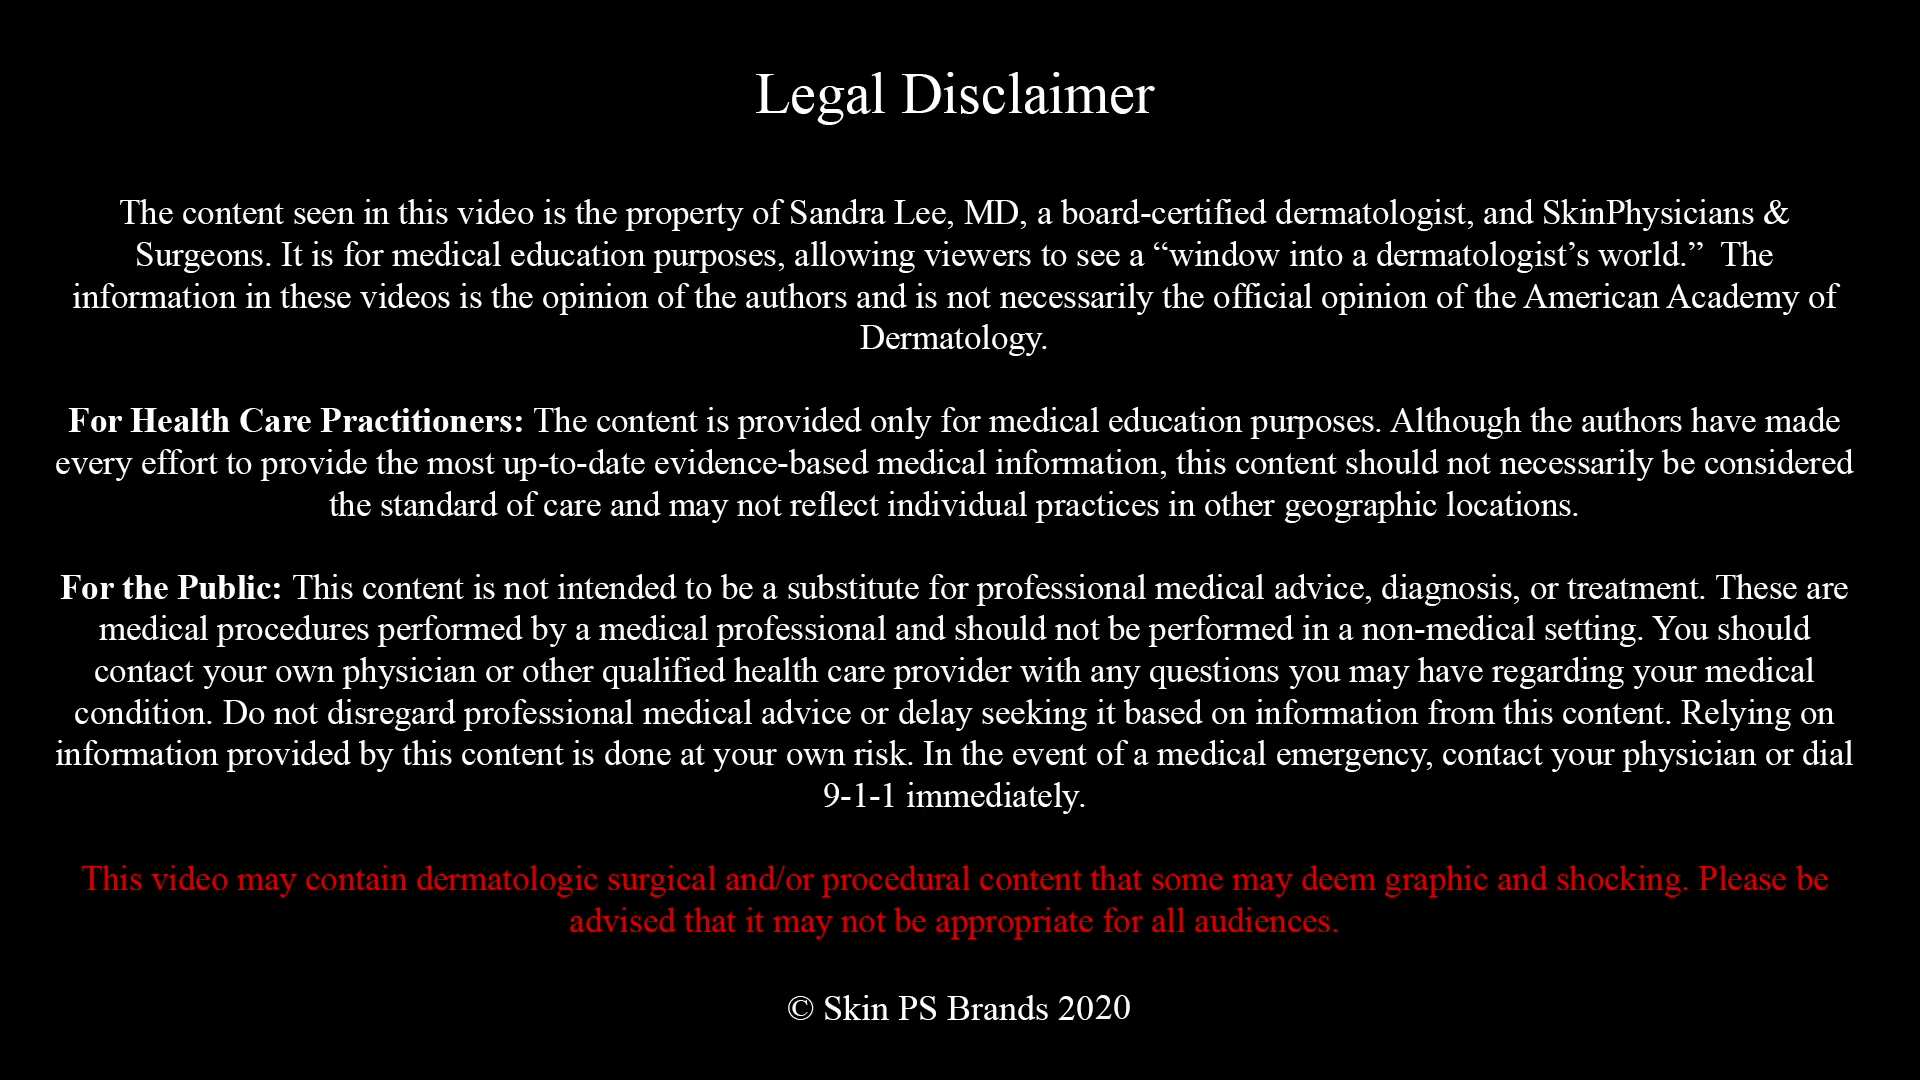 Legal Disclaimer
The content seen in this video is the property of Sandra Lee, MD, a board-certified dermatologist, and SkinPhysicians &
Surgeons. It is for medical education purposes, allowing viewers to see a “window into a dermatologist’s world.”  The
information in these videos is the opinion of the authors and is not necessarily the official opinion of the American Academy of
Dermatology.
For Health Care Practitioners: The content is provided only for medical education purposes. Although the authors have made
every effort to provide the most up-to-date evidence-based medical information, this content should not necessarily be considered
the standard of care and may not reflect individual practices in other geographic locations.
For the Public: This content is not intended to be a substitute for professional medical advice, diagnosis, or treatment. These are
medical procedures performed by a medical professional and should not be performed in a non-medical setting. You should
contact your own physician or other qualified health care provider with any questions you may have regarding your medical
condition. Do not disregard professional medical advice or delay seeking it based on information from this content. Relying on
information provided by this content is done at your own risk. In the event of a medical emergency, contact your physician or dial
9-1-1 immediately.
This video may contain dermatologic surgical and/or procedural content that some may deem graphic and shocking. Please be
advised that it may not be appropriate for all audiences.
© Skin PS Brands 2020